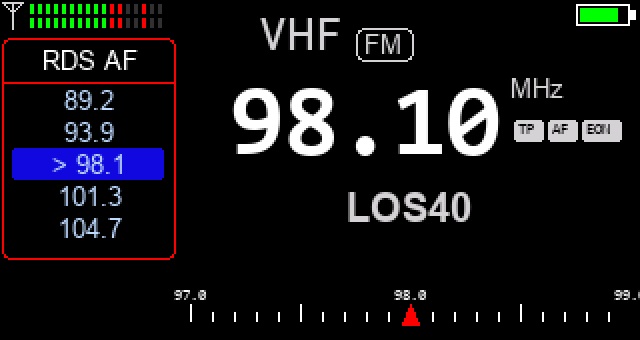 RDS AF
89.2
93.9
> 98.1
101.3
104.7
VHF FM
98.10 MHz
TP AF EON
LOS40
97.0 98.0 99.0